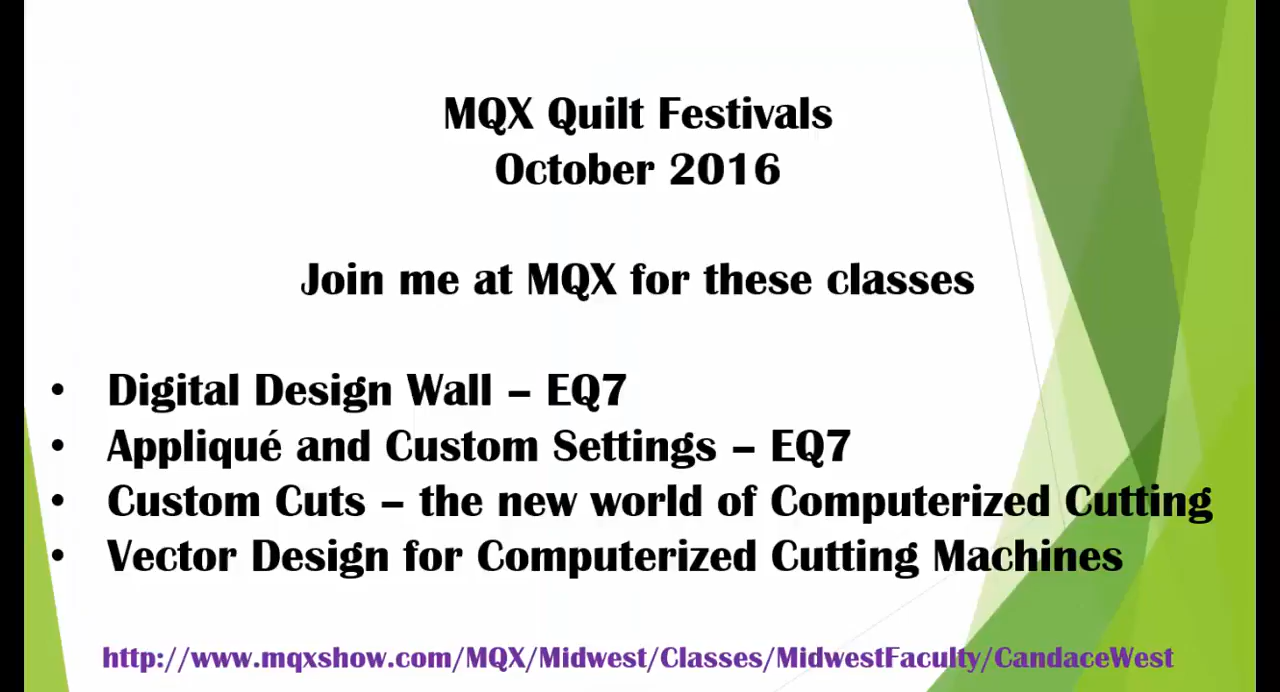 MQX Quilt Festivals
October 2016
Join me at MQX for these classes
• Digital Design Wall – EQ7
• Appliqué and Custom Settings – EQ7
• Custom Cuts – the new world of Computerized Cutting
• Vector Design for Computerized Cutting Machines
http://www.mqxshow.com/MQX/Midwest/Classes/MidwestFaculty/CandaceWest